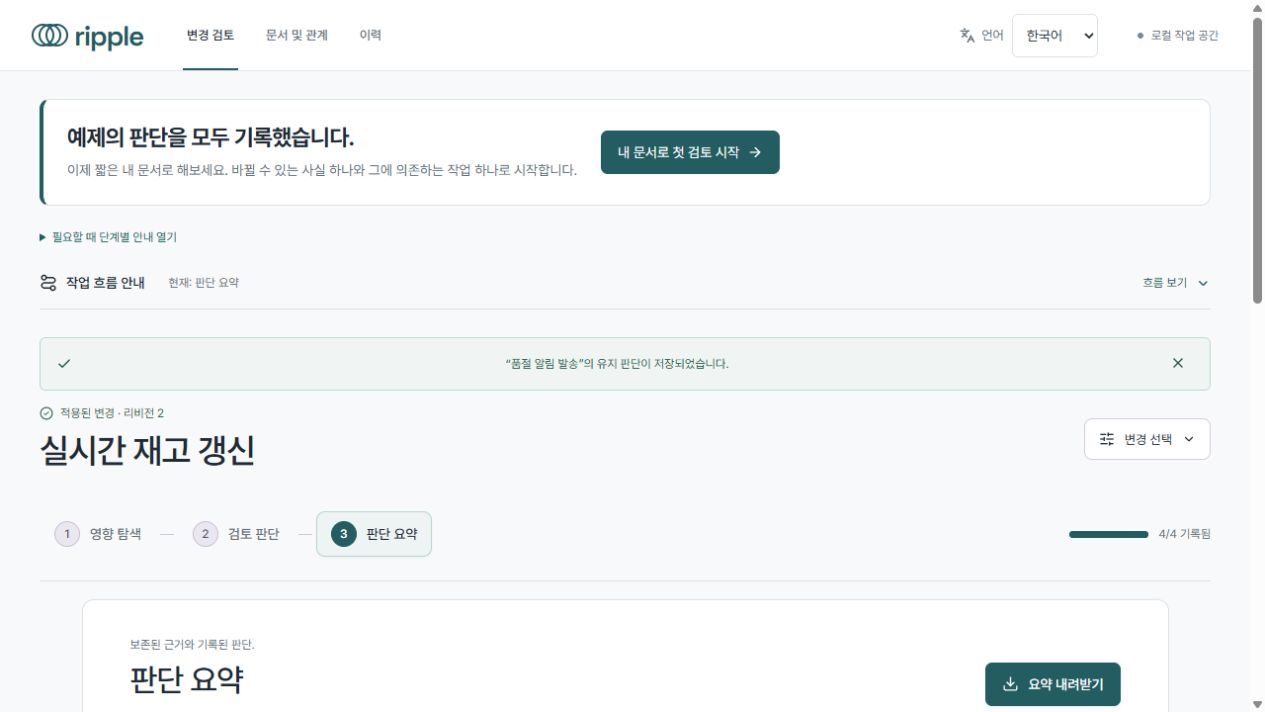 ripple
변경 검토
문서 및 관계
이력
언어
한국어
로컬 작업 공간
예제의 판단을 모두 기록했습니다.
이제 짧은 내 문서로 해보세요. 바뀔 수 있는 사실 하나와 그에 의존하는 작업 하나로 시작합니다.
내 문서로 첫 검토 시작
필요할 때 단계별 안내 열기
작업 흐름 안내
현재: 판단 요약
흐름 보기
“품절 알림 발송”의 유지 판단이 저장되었습니다.
적용된 변경 · 리비전 2
실시간 재고 갱신
변경 선택
1 영향 탐색
2 검토 판단
3 판단 요약
4/4 기록됨
보존된 근거와 기록된 판단.
판단 요약
요약 내려받기